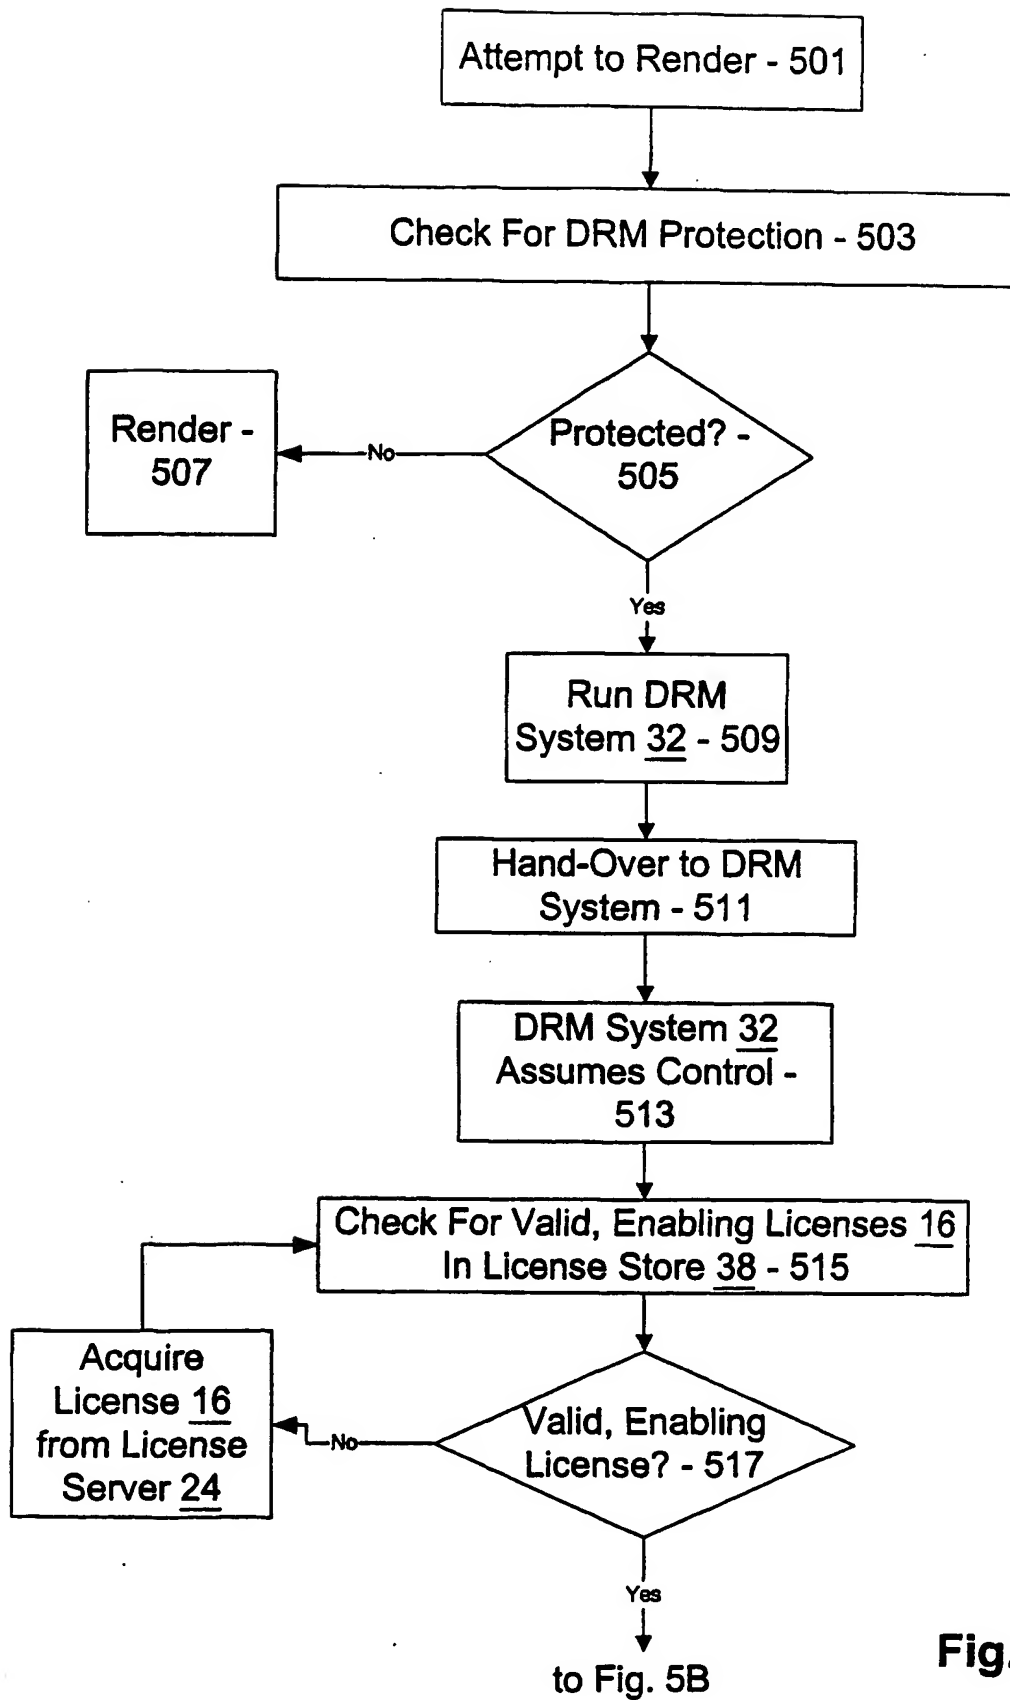 Attempt to Render - 501
Check For DRM Protection - 503
Protected? -
505
No
Render -
507
Yes
Run DRM
System 32 - 509
Hand-Over to DRM
System - 511
DRM System 32
Assumes Control -
513
Check For Valid, Enabling Licenses 16
In License Store 38 - 515
Valid, Enabling
License? - 517
No
Acquire
License 16
from License
Server 24
Yes
to Fig. 5B
Fig.